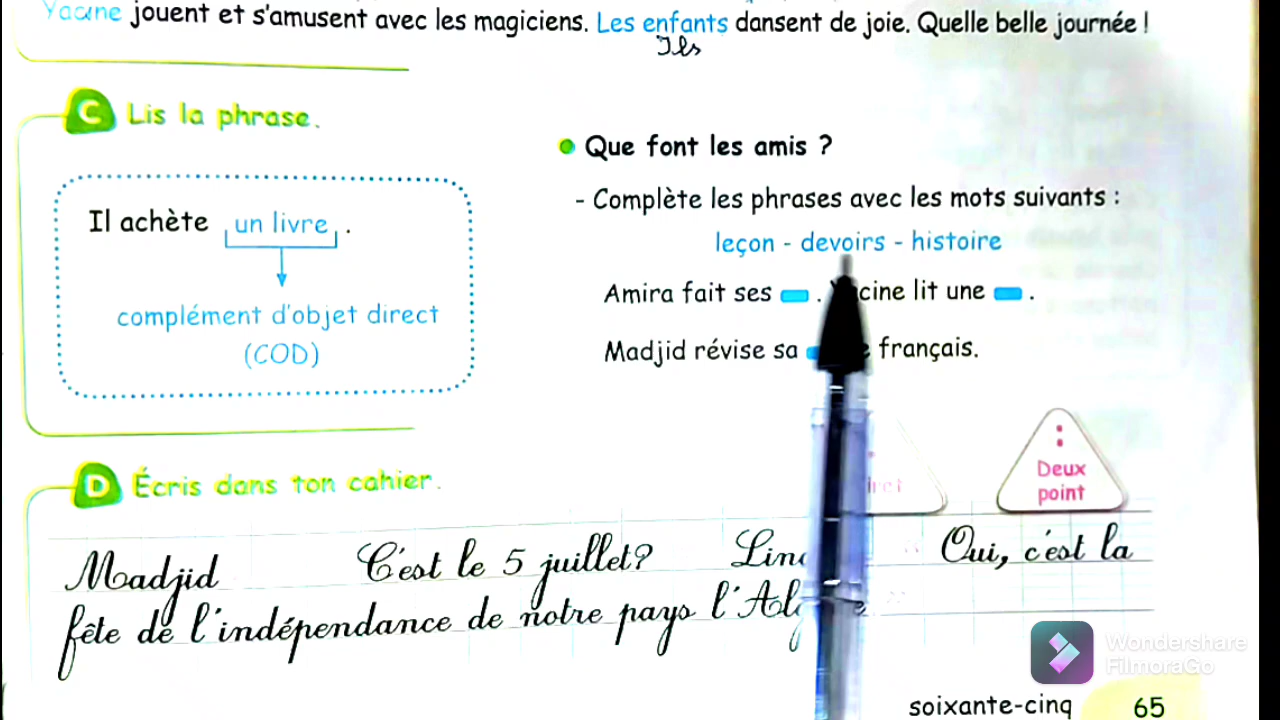 Yacine jouent et s'amusent avec les magiciens. Les enfants dansent de joie. Quelle belle journée !
Ils
C Lis la phrase.
Il achète un livre .
complément d'objet direct
(COD)
Que font les amis ?
- Complète les phrases avec les mots suivants :
leçon - devoirs - histoire
Amira fait ses . lit une .
Madjid révise sa français.
Deux
point
D Écris dans ton cahier.
Madjid C'est le 5 juillet? Oui, c'est la
fête de l'indépendance de notre pays
Wondershare
FilmoraGo
soixante-cinq 65